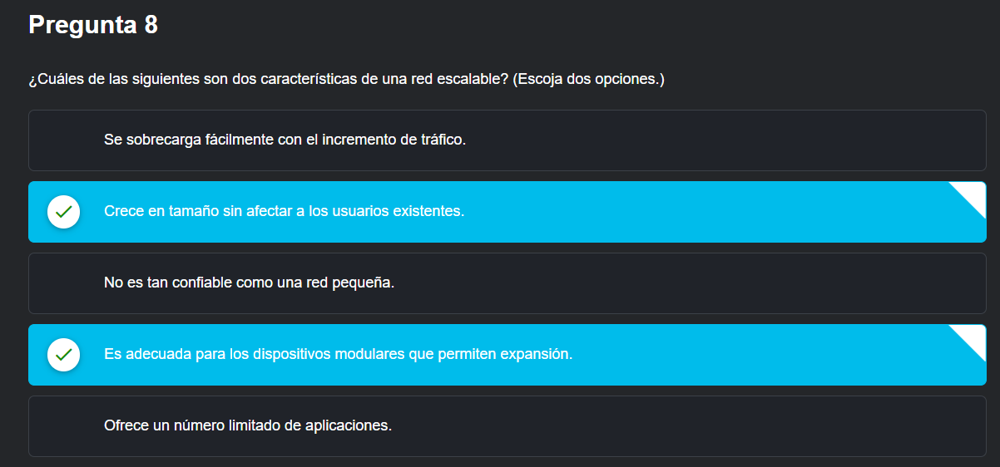 Pregunta 8
¿Cuáles de las siguientes son dos características de una red escalable? (Escoja dos opciones.)
Se sobrecarga fácilmente con el incremento de tráfico.
Crece en tamaño sin afectar a los usuarios existentes.
No es tan confiable como una red pequeña.
Es adecuada para los dispositivos modulares que permiten expansión.
Ofrece un número limitado de aplicaciones.